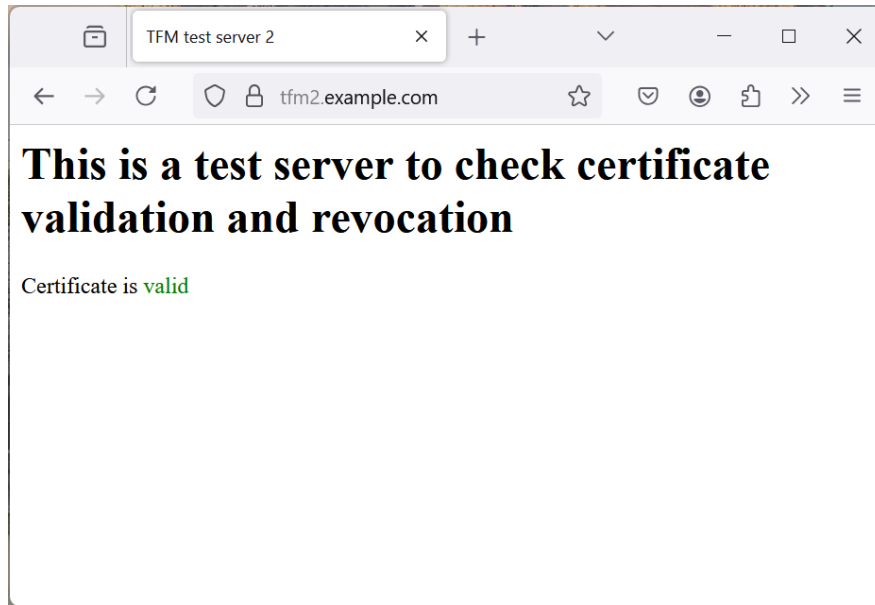 TFM test server 2
tfm2.example.com
This is a test server to check certificate
validation and revocation
Certificate is valid